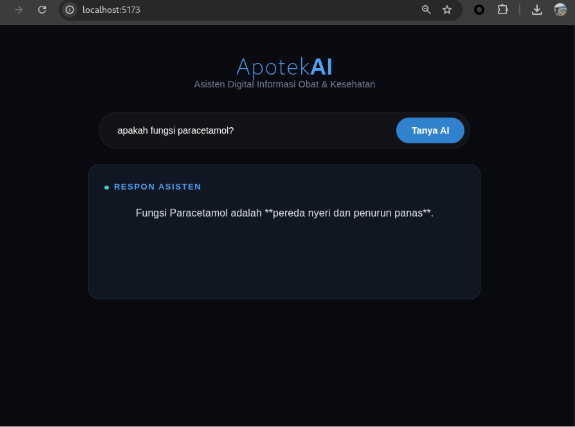 localhost:5173
ApotekAI
Asisten Digital Informasi Obat & Kesehatan
apakah fungsi paracetamol?
Tanya AI
RESPON ASISTEN
Fungsi Paracetamol adalah **pereda nyeri dan penurun panas**.